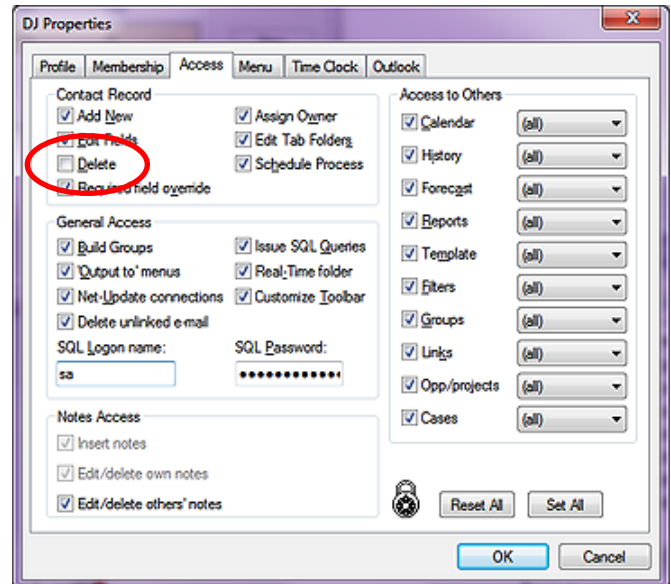 DJ Properties
Profile Membership Access Menu Time Clock Outlook
Contact Record
Add New Assign Owner
Edit Fields Edit Tab Folders
Delete Schedule Process
Required field override
General Access
Build Groups Issue SQL Queries
'Output to' menus Real-Time folder
Net-Update connections Customize Toolbar
Delete unlinked e-mail
SQL Logon name: SQL Password:
sa ●●●●●●●●●●●●
Notes Access
Insert notes
Edit/delete own notes
Edit/delete others' notes
Access to Others
Calendar (all)
History (all)
Forecast (all)
Reports (all)
Template (all)
Filters (all)
Groups (all)
Links (all)
Opp/projects (all)
Cases (all)
Reset All Set All
OK Cancel